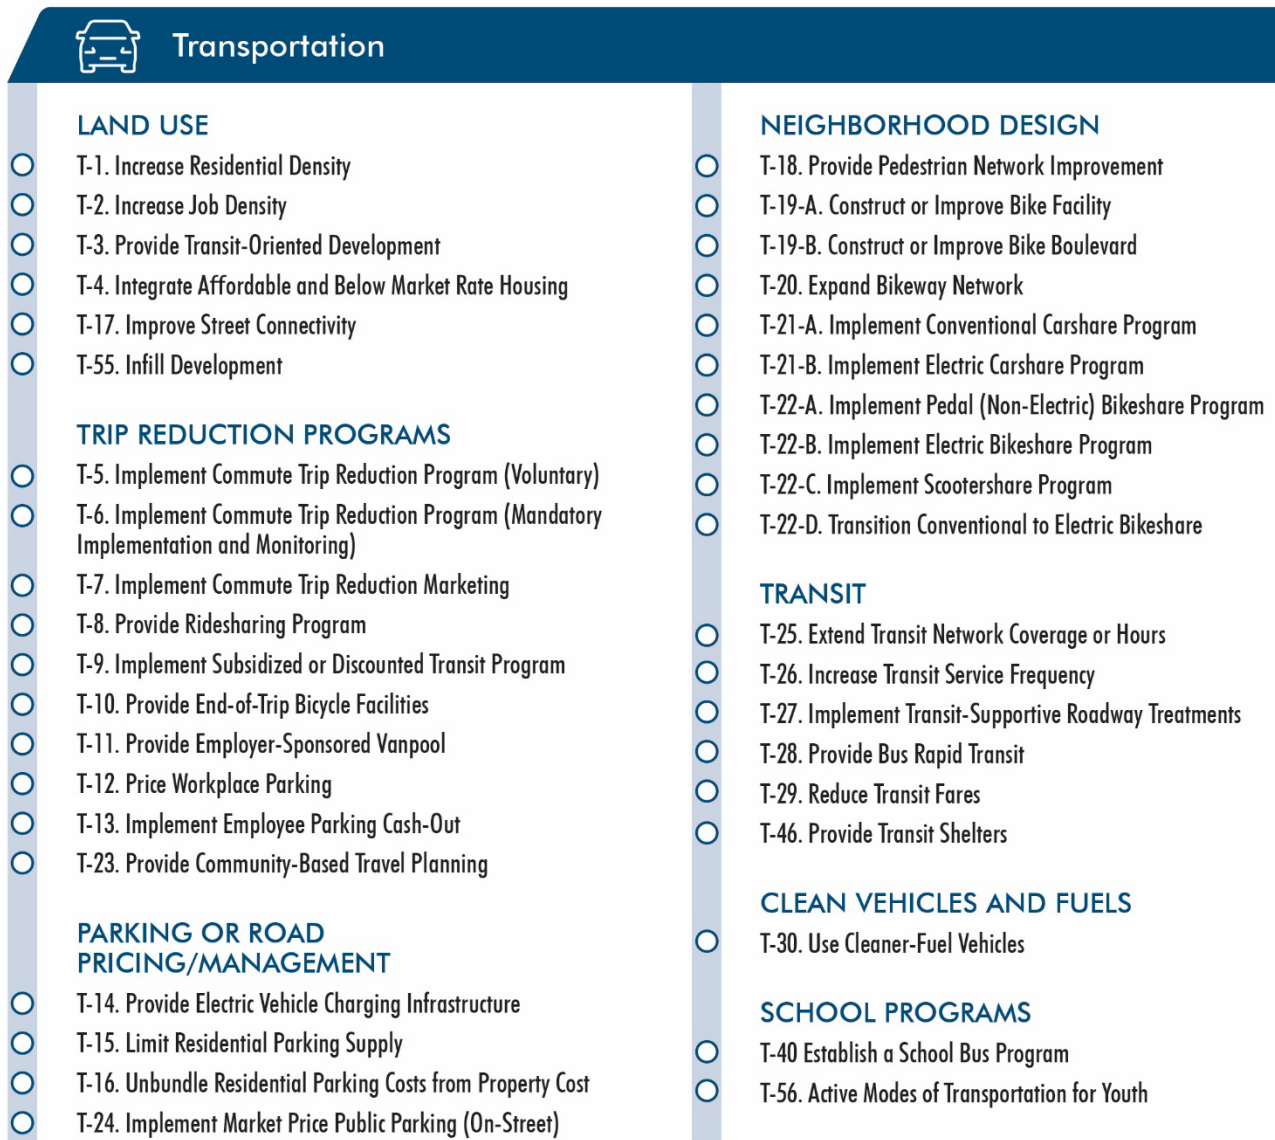 Transportation
LAND USE
T-1. Increase Residential Density
T-2. Increase Job Density
T-3. Provide Transit-Oriented Development
T-4. Integrate Affordable and Below Market Rate Housing
T-17. Improve Street Connectivity
T-55. Infill Development
TRIP REDUCTION PROGRAMS
T-5. Implement Commute Trip Reduction Program (Voluntary)
T-6. Implement Commute Trip Reduction Program (Mandatory
Implementation and Monitoring)
T-7. Implement Commute Trip Reduction Marketing
T-8. Provide Ridesharing Program
T-9. Implement Subsidized or Discounted Transit Program
T-10. Provide End-of-Trip Bicycle Facilities
T-11. Provide Employer-Sponsored Vanpool
T-12. Price Workplace Parking
T-13. Implement Employee Parking Cash-Out
T-23. Provide Community-Based Travel Planning
PARKING OR ROAD
PRICING/MANAGEMENT
T-14. Provide Electric Vehicle Charging Infrastructure
T-15. Limit Residential Parking Supply
T-16. Unbundle Residential Parking Costs from Property Cost
T-24. Implement Market Price Public Parking (On-Street)
NEIGHBORHOOD DESIGN
T-18. Provide Pedestrian Network Improvement
T-19-A. Construct or Improve Bike Facility
T-19-B. Construct or Improve Bike Boulevard
T-20. Expand Bikeway Network
T-21-A. Implement Conventional Carshare Program
T-21-B. Implement Electric Carshare Program
T-22-A. Implement Pedal (Non-Electric) Bikeshare Program
T-22-B. Implement Electric Bikeshare Program
T-22-C. Implement Scootershare Program
T-22-D. Transition Conventional to Electric Bikeshare
TRANSIT
T-25. Extend Transit Network Coverage or Hours
T-26. Increase Transit Service Frequency
T-27. Implement Transit-Supportive Roadway Treatments
T-28. Provide Bus Rapid Transit
T-29. Reduce Transit Fares
T-46. Provide Transit Shelters
CLEAN VEHICLES AND FUELS
T-30. Use Cleaner-Fuel Vehicles
SCHOOL PROGRAMS
T-40 Establish a School Bus Program
T-56. Active Modes of Transportation for Youth